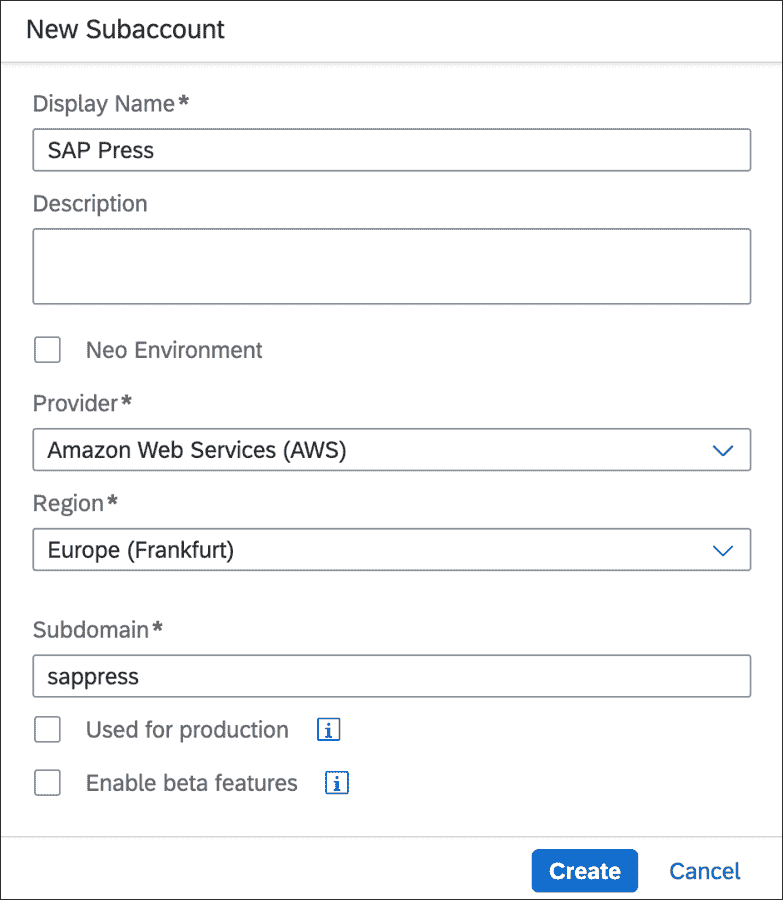 New Subaccount
Display Name*
SAP Press
Description
Neo Environment
Provider*
Amazon Web Services (AWS)
Region*
Europe (Frankfurt)
Subdomain*
sappress
Used for production i
Enable beta features i
Create Cancel